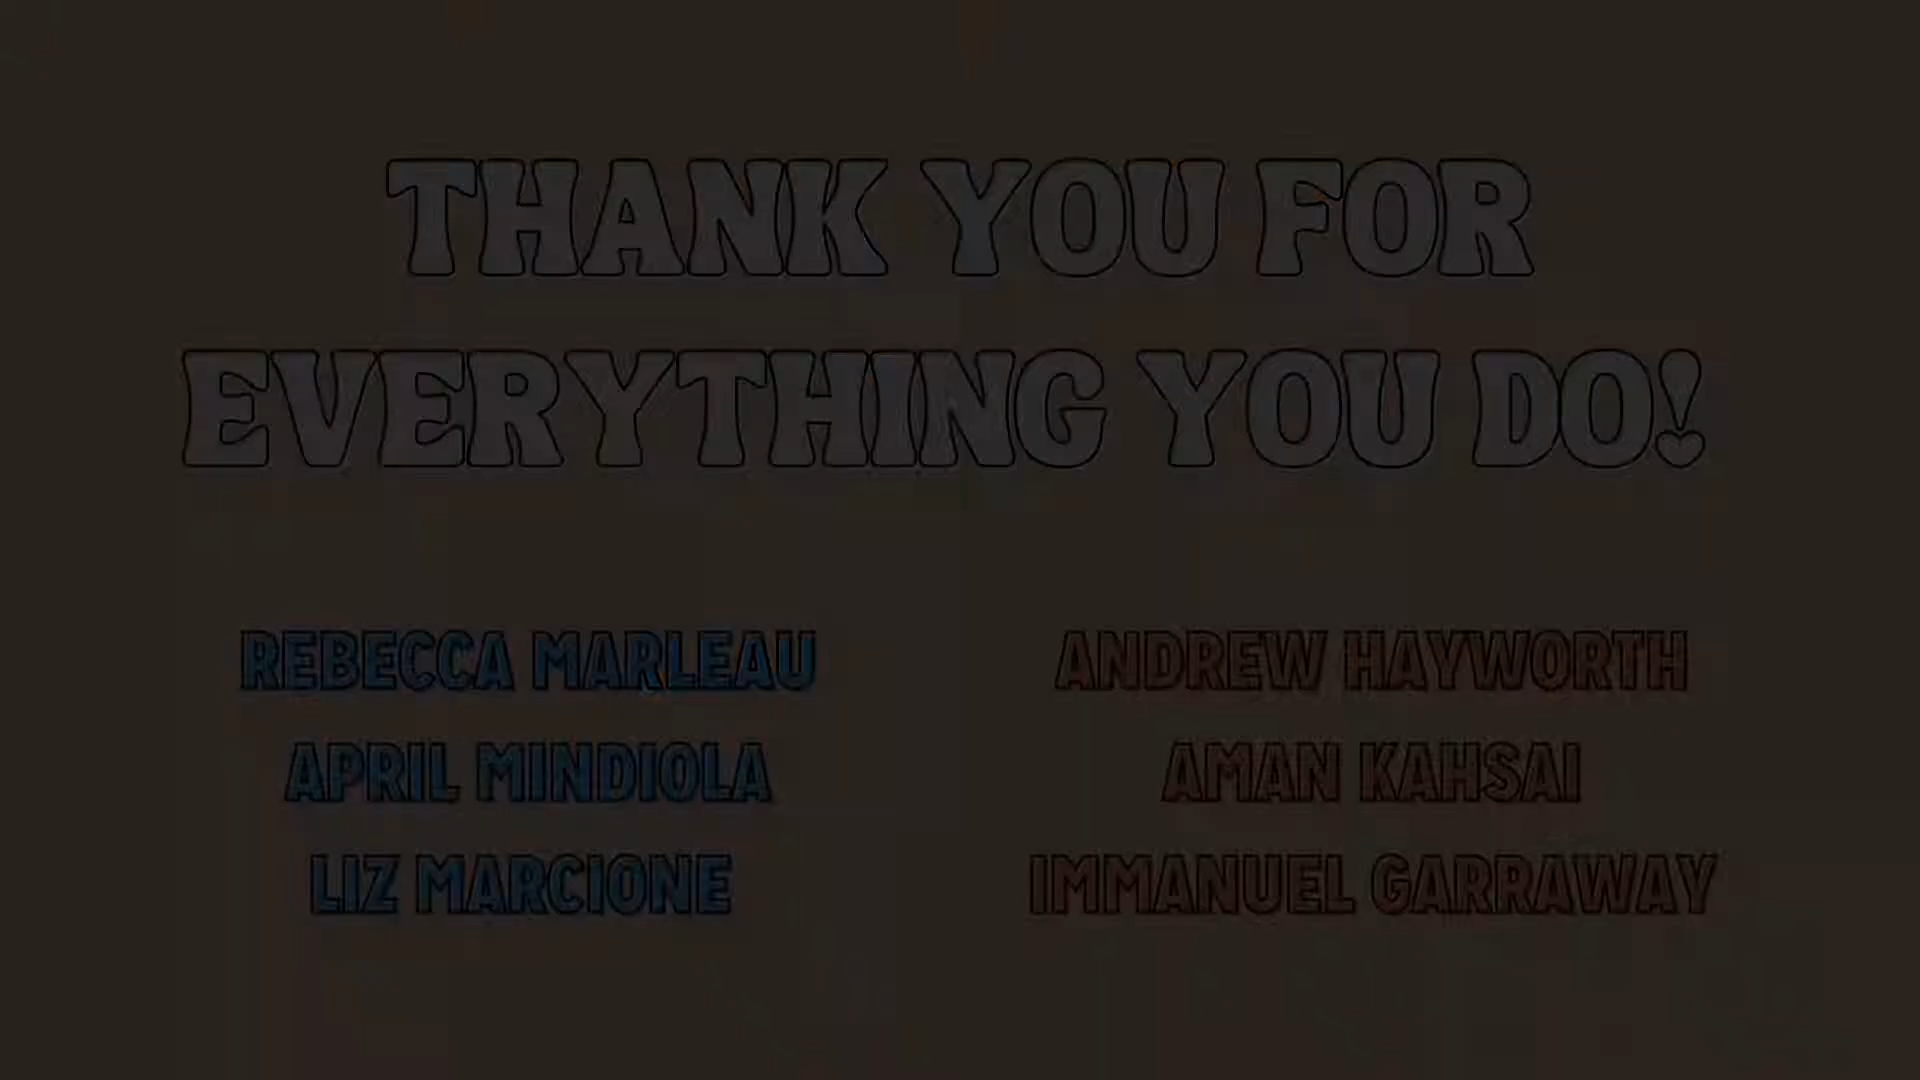 THANK YOU FOR
EVERYTHING YOU DO!
REBECCA MARLEAU
APRIL MINDIOLA
LIZ MARCIONE
ANDREW HAYWORTH
AMAN KAHSAI
IMMANUEL GARRAWAY